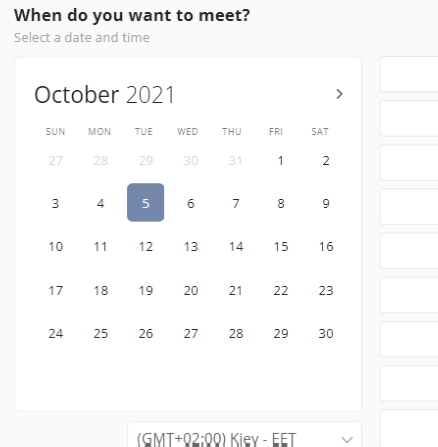 When do you want to meet?
Select a date and time
October 2021
SUN MON TUE WED THU FRI SAT
27 28 29 30 31 1 2
3 4 5 6 7 8 9
10 11 12 13 14 15 16
17 18 19 20 21 22 23
24 25 26 27 28 29 30
(GMT+02:00) Kiev - EET